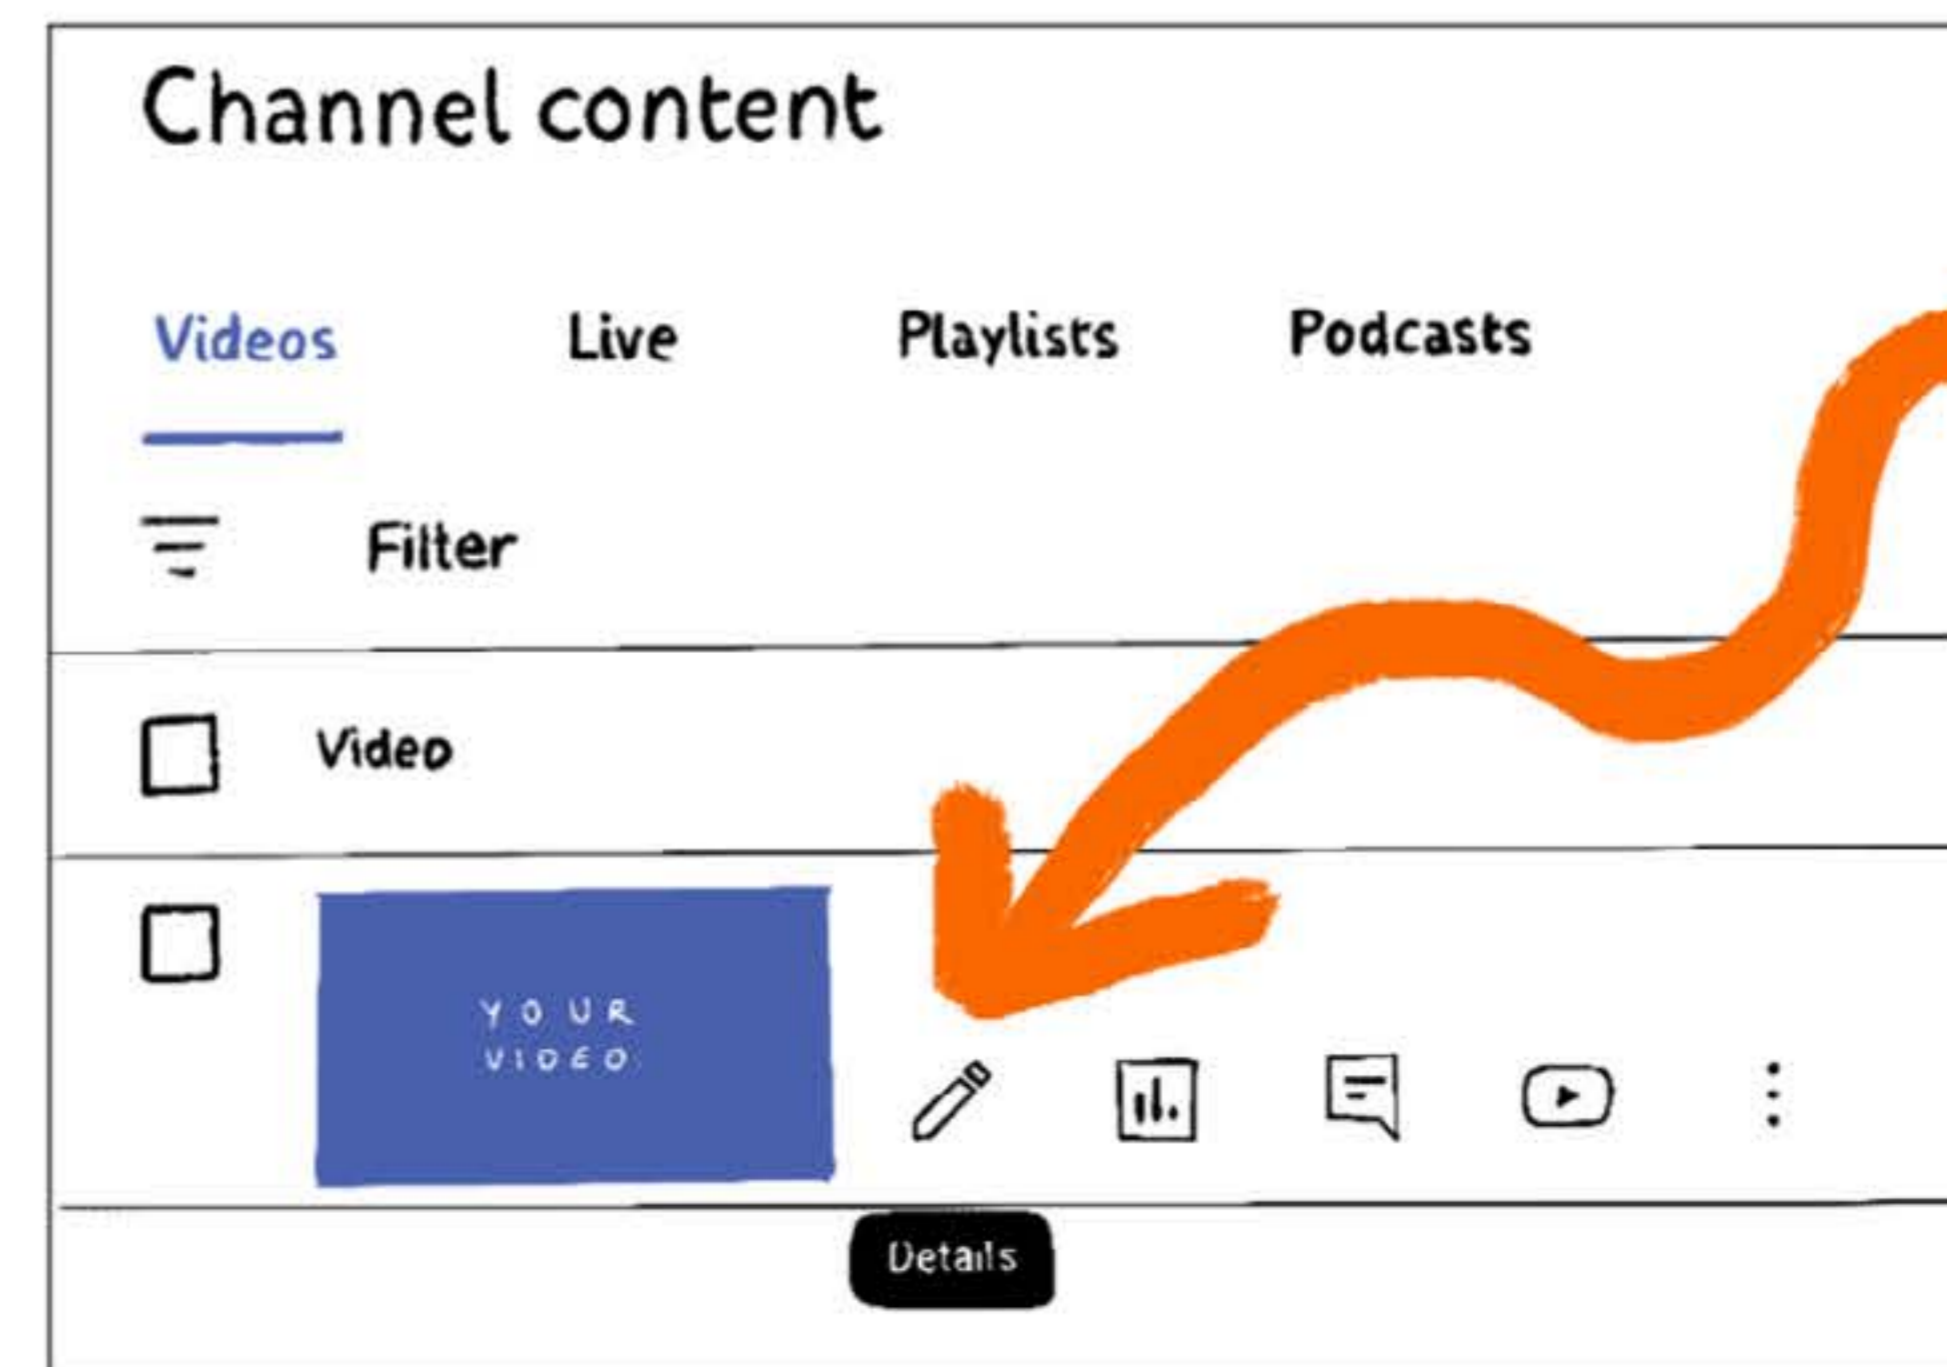 Channel content
Videos Live Playlists Podcasts
Filter
Video
YOUR
VIDEO
Details